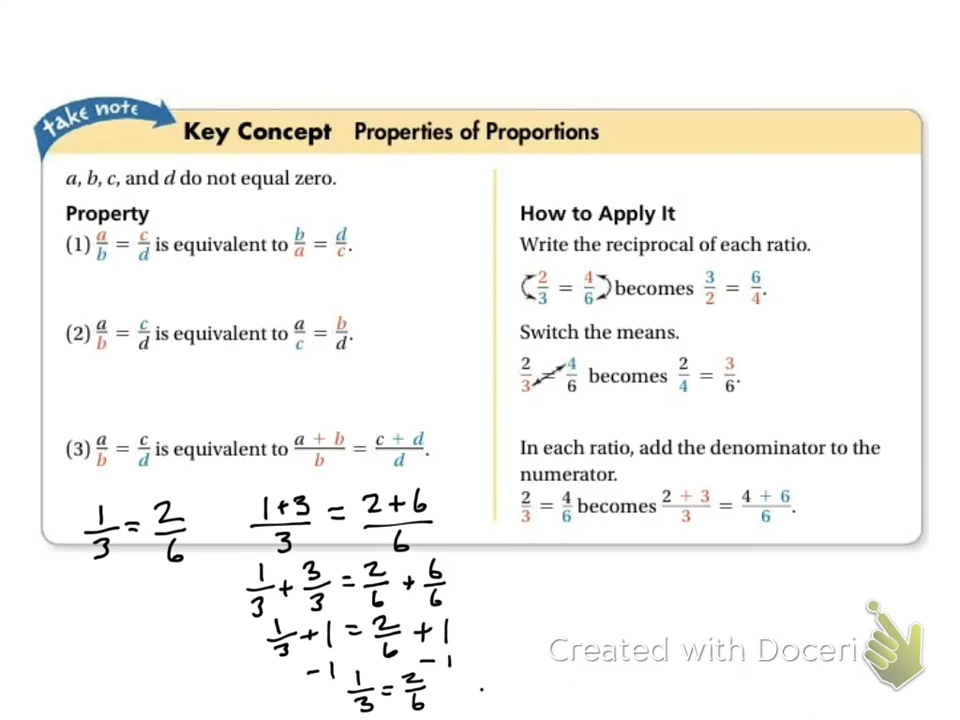 take note
Key Concept Properties of Proportions
a, b, c, and d do not equal zero.
Property
(1) a/b = c/d is equivalent to b/a = d/c.
(2) a/b = c/d is equivalent to a/c = b/d.
(3) a/b = c/d is equivalent to (a + b)/b = (c + d)/d.
How to Apply It
Write the reciprocal of each ratio.
2/3 = 4/6 becomes 3/2 = 6/4.
Switch the means.
2/3 = 4/6 becomes 2/4 = 3/6.
In each ratio, add the denominator to the
numerator.
2/3 = 4/6 becomes (2 + 3)/3 = (4 + 6)/6.
1/3 = 2/6
(1+3)/3 = (2+6)/6
1/3 + 3/3 = 2/6 + 6/6
1/3 + 1 = 2/6 + 1
-1 -1
1/3 = 2/6
Created with Doceri